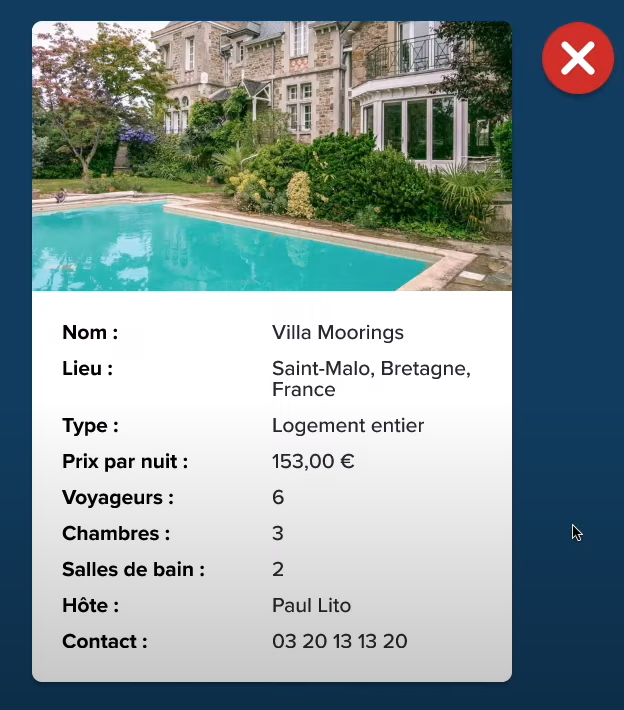 Nom : Villa Moorings
Lieu : Saint-Malo, Bretagne,
France
Type : Logement entier
Prix par nuit : 153,00 €
Voyageurs : 6
Chambres : 3
Salles de bain : 2
Hôte : Paul Lito
Contact : 03 20 13 13 20